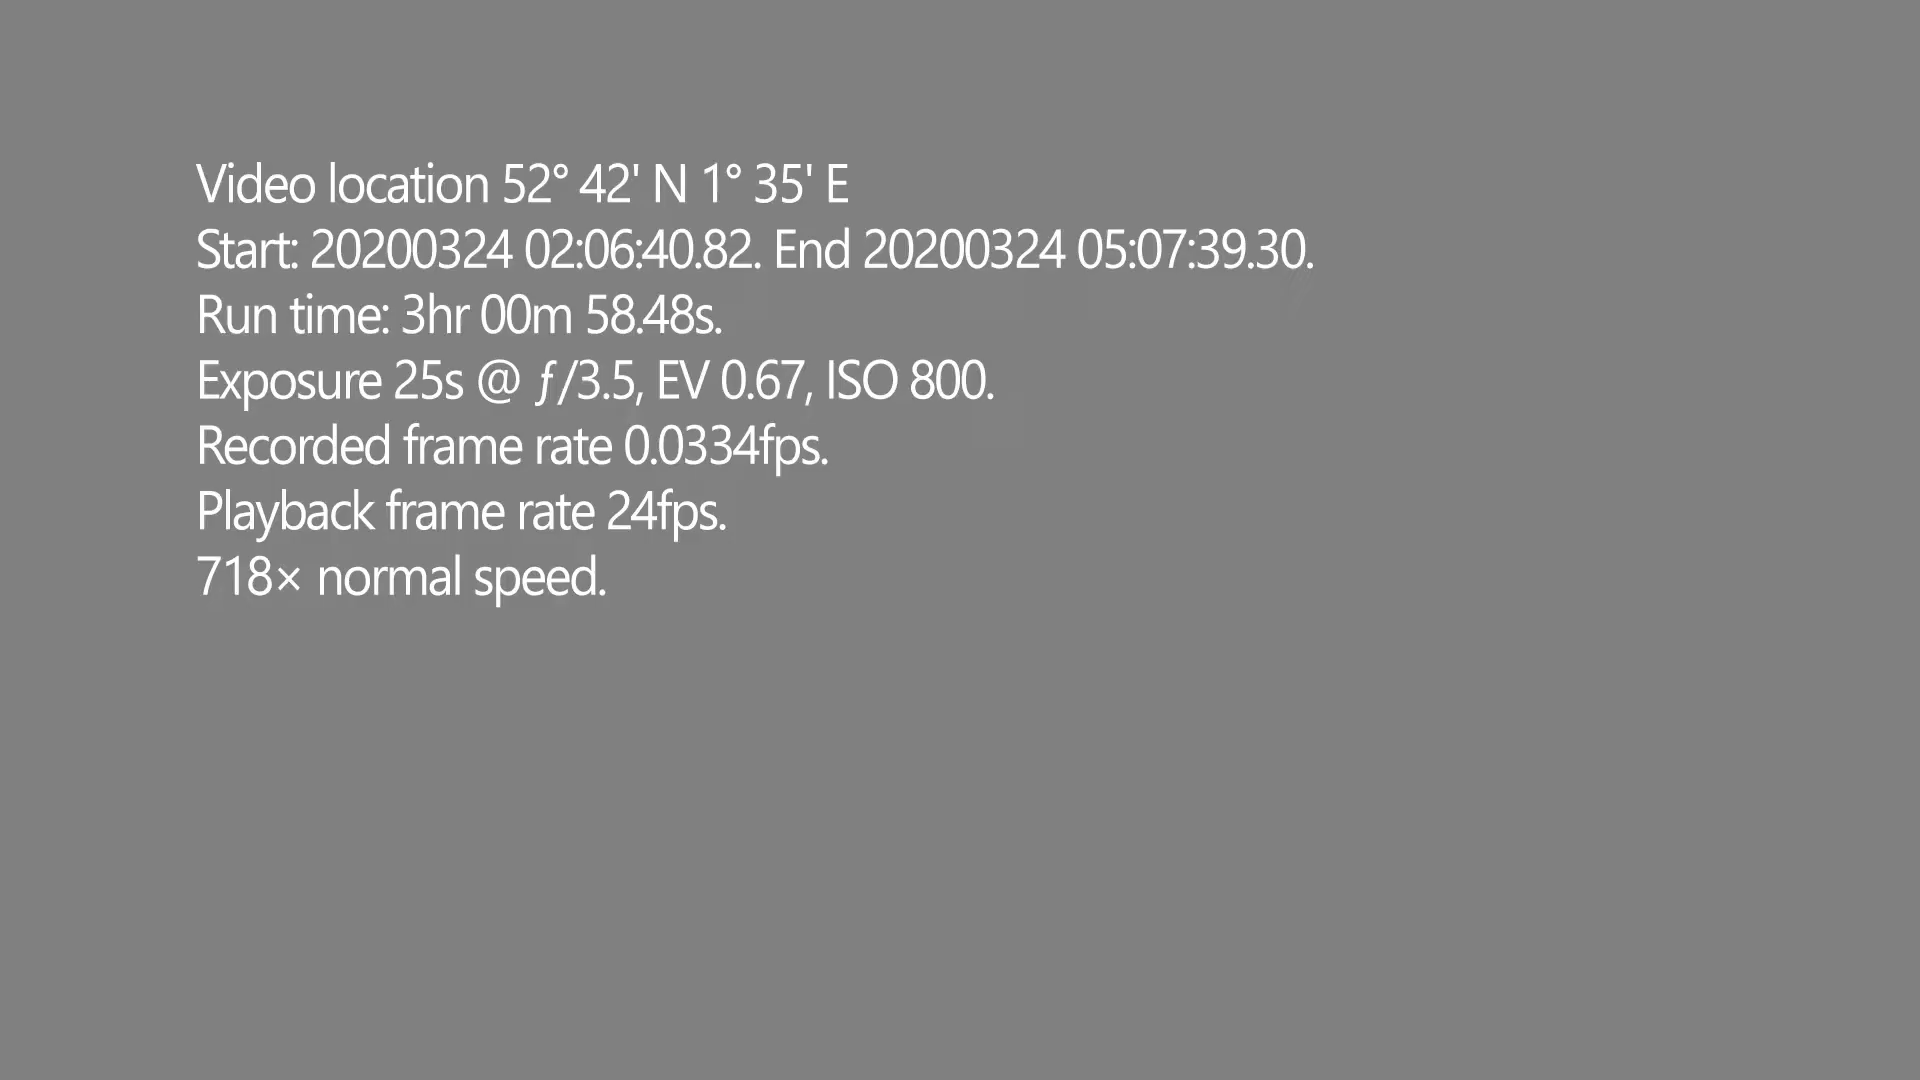 Video location 52° 42' N 1° 35' E
Start: 20200324 02:06:40.82. End 20200324 05:07:39.30.
Run time: 3hr 00m 58.48s.
Exposure 25s @ ƒ/3.5, EV 0.67, ISO 800.
Recorded frame rate 0.0334fps.
Playback frame rate 24fps.
718× normal speed.